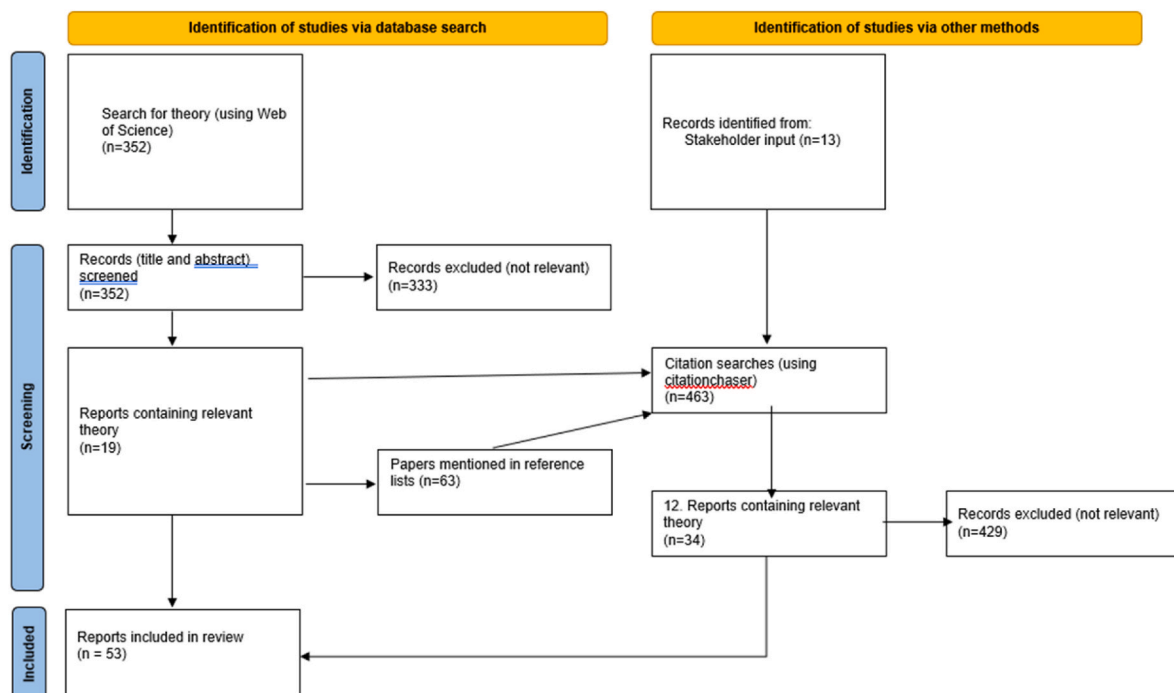 Identification of studies via database search
Identification of studies via other methods
Identification
Search for theory (using Web
of Science)
(n=352)
Records identified from:
Stakeholder input (n=13)
Screening
Records (title and abstract)
screened
(n=352)
Records excluded (not relevant)
(n=333)
Reports containing relevant
theory
(n=19)
Citation searches (using
citationchaser)
(n=463)
Papers mentioned in reference
lists (n=63)
12. Reports containing relevant
theory
(n=34)
Records excluded (not relevant)
(n=429)
Included
Reports included in review
(n = 53)